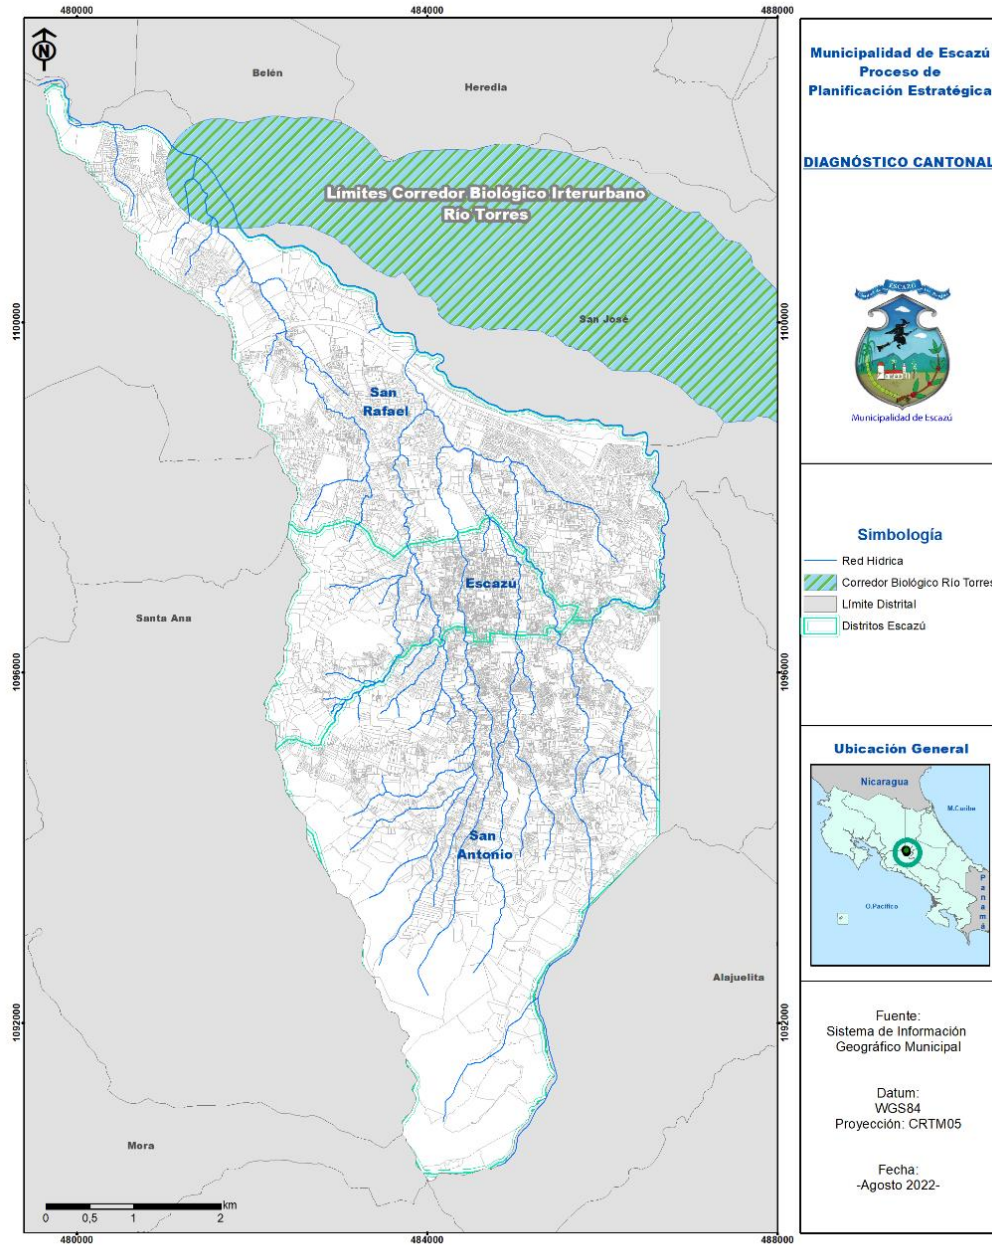 480000
484000
488000
N
Belén
Heredia
Límites Corredor Biológico Irterurbano
Río Torres
San José
1100000
1100000
San
Rafael
Escazú
Santa Ana
1096000
1096000
San
Antonio
Alajuelita
1092000
1092000
Mora
km
0
0,5
1
2
480000
484000
488000
Municipalidad de Escazú
Proceso de
Planificación Estratégica
DIAGNÓSTICO CANTONAL
ESCAZÚ
Municipalidad de Escazú
Simbología
Red Hídrica
Corredor Biológico Río Torres
Límite Distrital
Distritos Escazú
Ubicación General
Nicaragua
M.Caribe
O.Pacífico
Panamá
Fuente:
Sistema de Información
Geográfico Municipal
Datum:
WGS84
Proyección: CRTM05
Fecha:
-Agosto 2022-